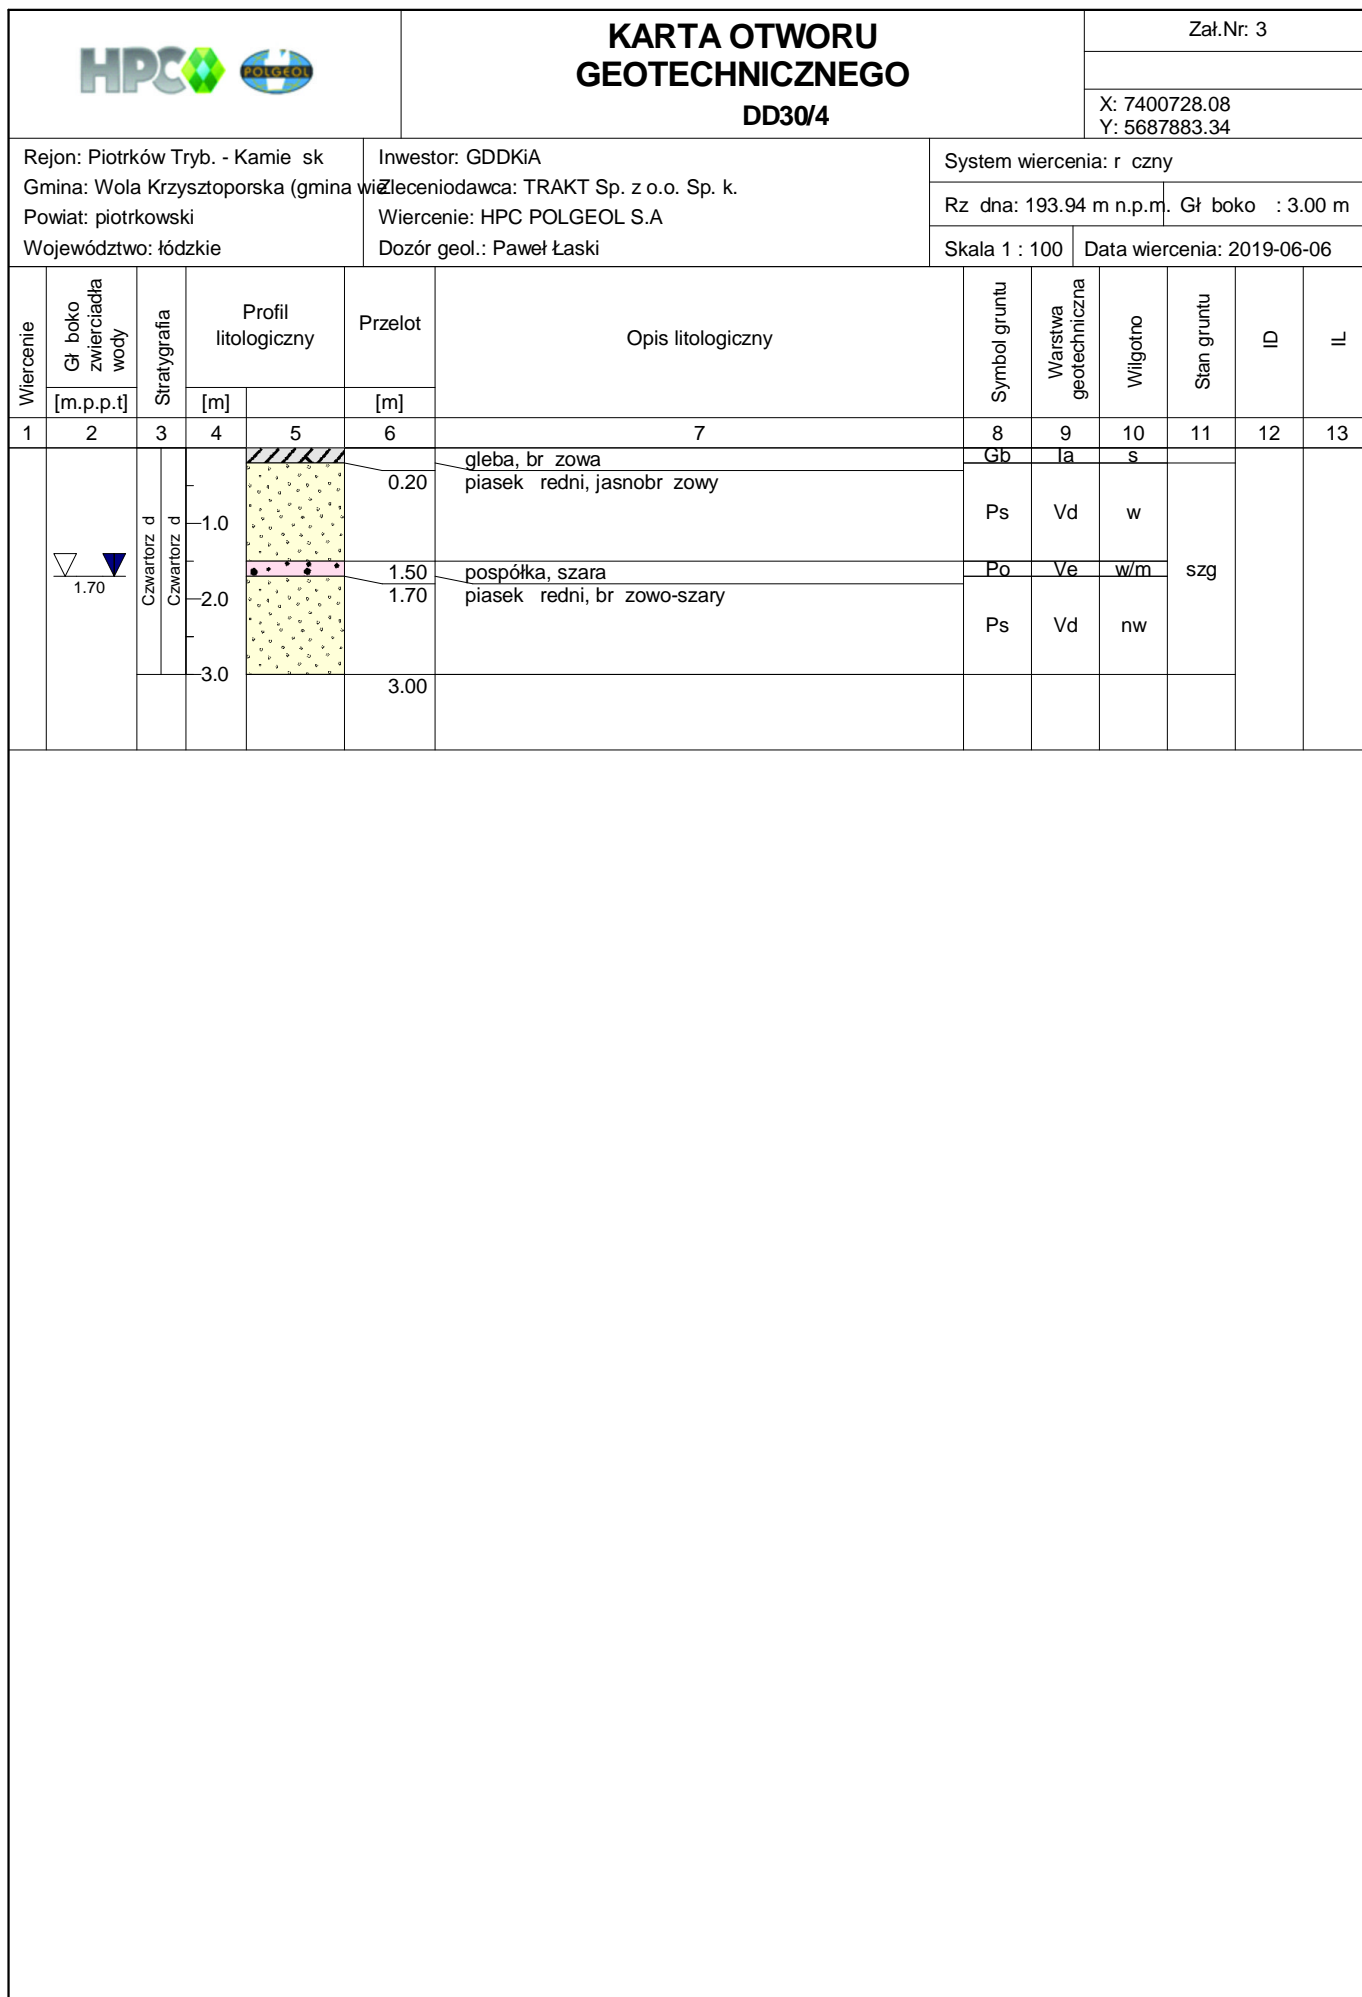 HPC POLGEOL
KARTA OTWORU
GEOTECHNICZNEGO
DD30/4
Zał.Nr: 3
X: 7400728.08
Y: 5687883.34
Rejon: Piotrków Tryb. - Kamie sk
Gmina: Wola Krzysztoporska (gmina wie
Powiat: piotrkowski
Województwo: łódzkie
Inwestor: GDDKiA
Zleceniodawca: TRAKT Sp. z o.o. Sp. k.
Wiercenie: HPC POLGEOL S.A
Dozór geol.: Paweł Łaski
System wiercenia: r czny
Rz dna: 193.94 m n.p.m. Gł boko : 3.00 m
Skala 1 : 100 Data wiercenia: 2019-06-06
Wiercenie
Gł boko zwierciadła wody
[m.p.p.t]
Stratygrafia
Profil litologiczny
[m]
Przelot
[m]
Opis litologiczny
Symbol gruntu
Warstwa geotechniczna
Wilgotno
Stan gruntu
ID
IL
1 2 3 4 5 6 7 8 9 10 11 12 13
gleba, br zowa Gb Ia s
0.20 piasek redni, jasnobr zowy
Ps Vd w
1.0
Czwartorz d
Czwartorz d
1.70
1.50 pospółka, szara Po Ve w/m szg
2.0 1.70 piasek redni, br zowo-szary
Ps Vd nw
3.0
3.00